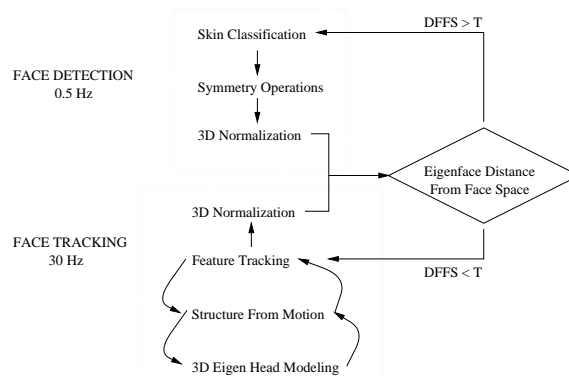 DFFS > T
Skin Classification
FACE DETECTION
0.5 Hz
Symmetry Operations
3D Normalization
Eigenface Distance
From Face Space
3D Normalization
FACE TRACKING
30 Hz
Feature Tracking
DFFS < T
Structure From Motion
3D Eigen Head Modeling